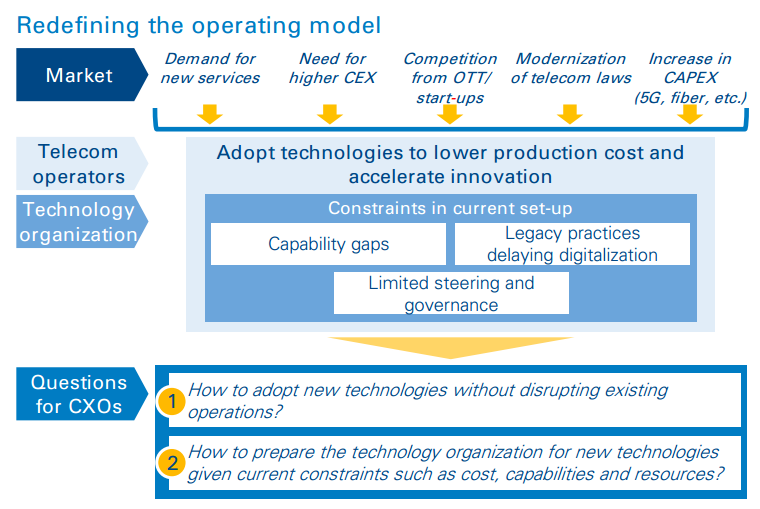 Redefining the operating model
Market
Demand for
new services
Need for
higher CEX
Competition
from OTT/
start-ups
Modernization
of telecom laws
Increase in
CAPEX
(5G, fiber, etc.)
Telecom
operators
Adopt technologies to lower production cost and
accelerate innovation
Technology
organization
Constraints in current set-up
Capability gaps
Legacy practices
delaying digitalization
Limited steering and
governance
Questions
for CXOs
1
How to adopt new technologies without disrupting existing
operations?
2
How to prepare the technology organization for new technologies
given current constraints such as cost, capabilities and resources?